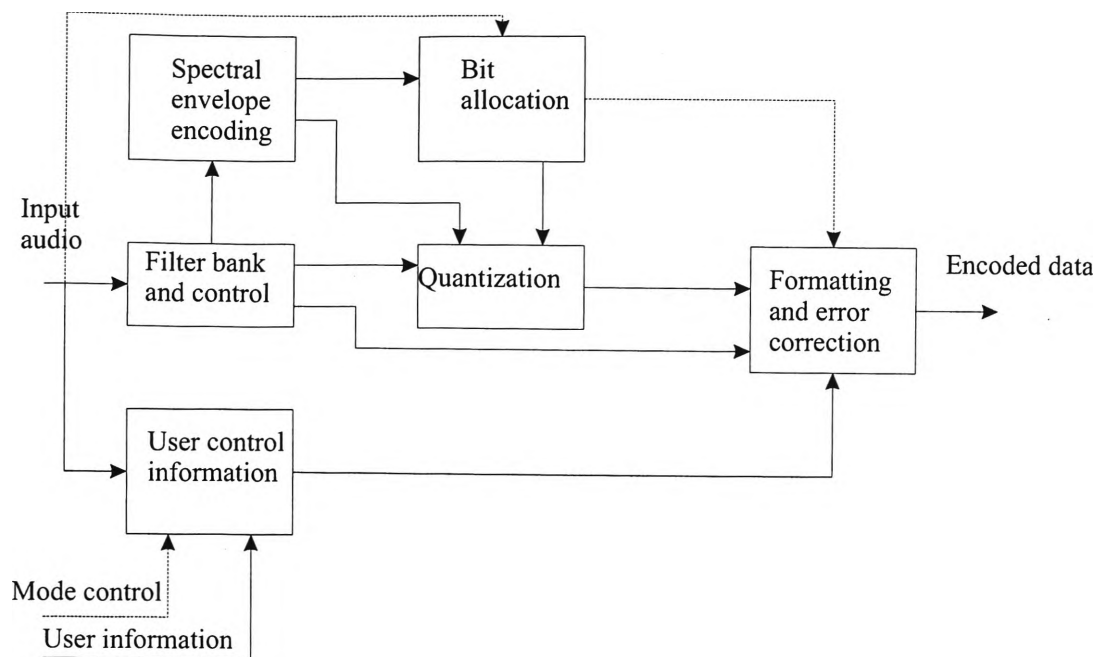 Spectral
envelope
encoding
Bit
allocation
Input
audio
Filter bank
and control
Quantization
Formatting
and error
correction
Encoded data
User control
information
Mode control
User information